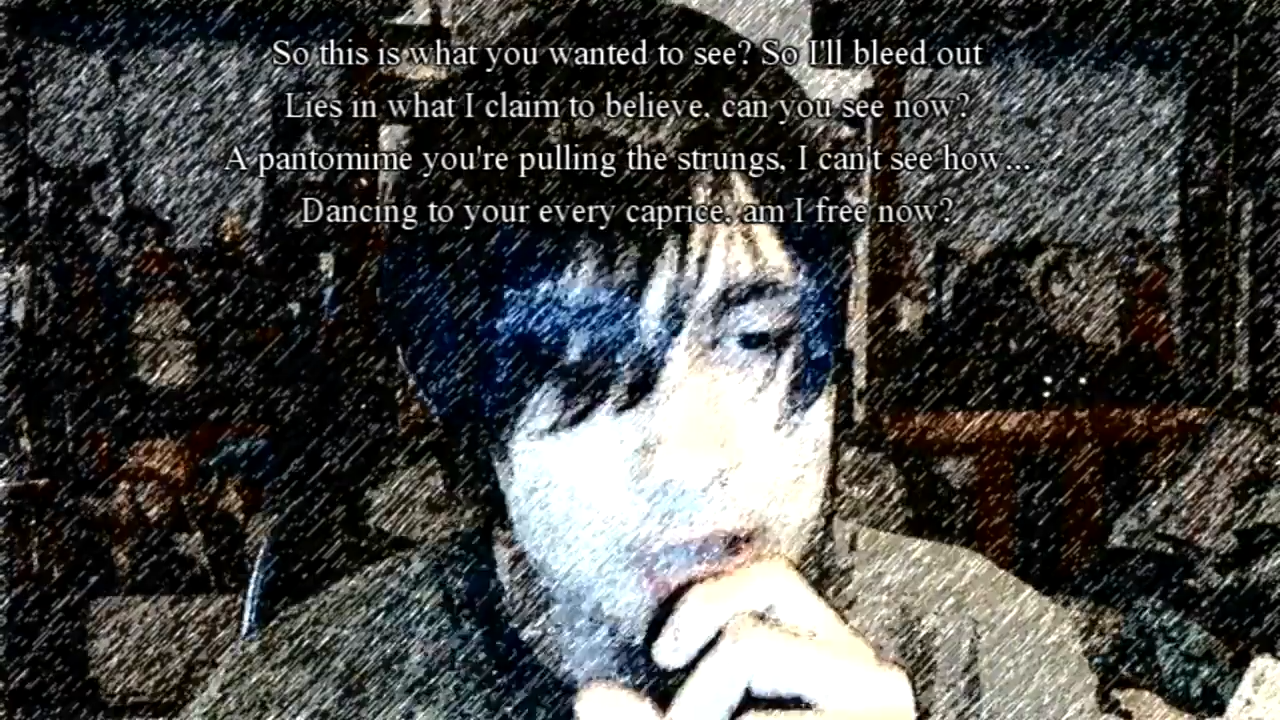 So this is what you wanted to see? So I'll bleed out
Lies in what I claim to believe, can you see now?
A pantomime you're pulling the strungs, I can't see how...
Dancing to your every caprice, am I free now?